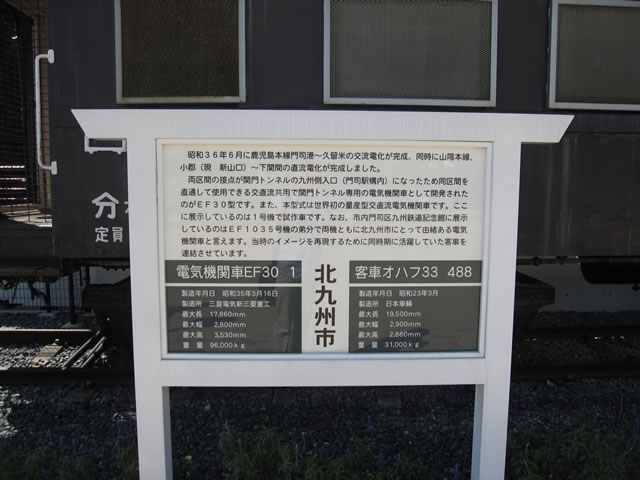 昭和36年6月に鹿児島本線門司港～久留米の交流電化が完成、同時に山陽本線、
小郡（現　新山口）～下関間の直流電化が完成しました。
両区間の接点が関門トンネルの九州側入口（門司駅構内）になったため同区間を
直通して使用できる交直流共用で関門トンネル専用の電気機関車として開発された
のがEF30型です。また、本型式は世界初の量産型交直流電気機関車です。ここ
に展示しているのは1号機で試作車です。なお、市内門司区九州鉄道記念館に展示
しているのはEF1035号機の弟分で両機ともに北九州市にとって由緒ある電気
機関車と言えます。当時のイメージを再現するために同時期に活躍していた客車を
連結させています。
電気機関車EF30　1
製造年月日　昭和35年3月16日
製造所　三菱電気新三菱重工
最大長　17,860mm
最大幅　2,800mm
最大高　3,530mm
重　量　96,000kg
北九州市
客車オハフ33　488
製造年月日　昭和23年3月
製造所　日本車輛
最大長　19,500mm
最大幅　2,900mm
最大高　2,860mm
重　量　31,000kg
分
定員